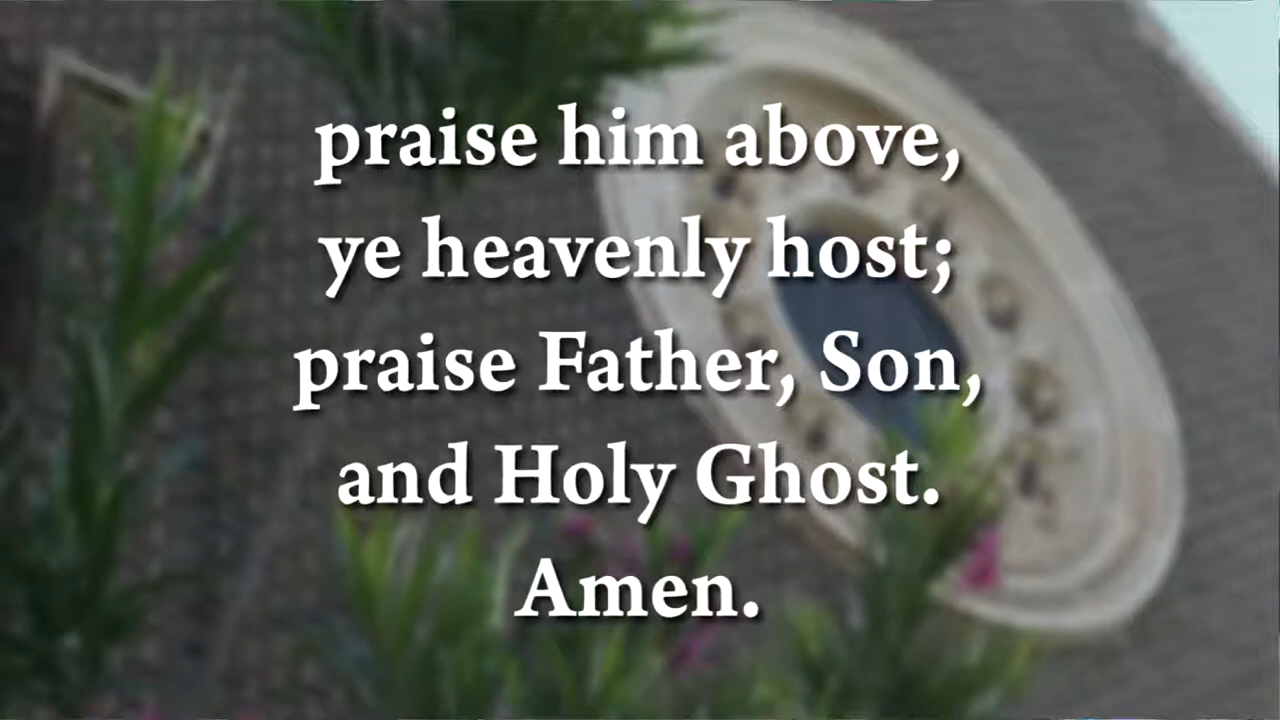 praise him above,
ye heavenly host;
praise Father, Son,
and Holy Ghost.
Amen.